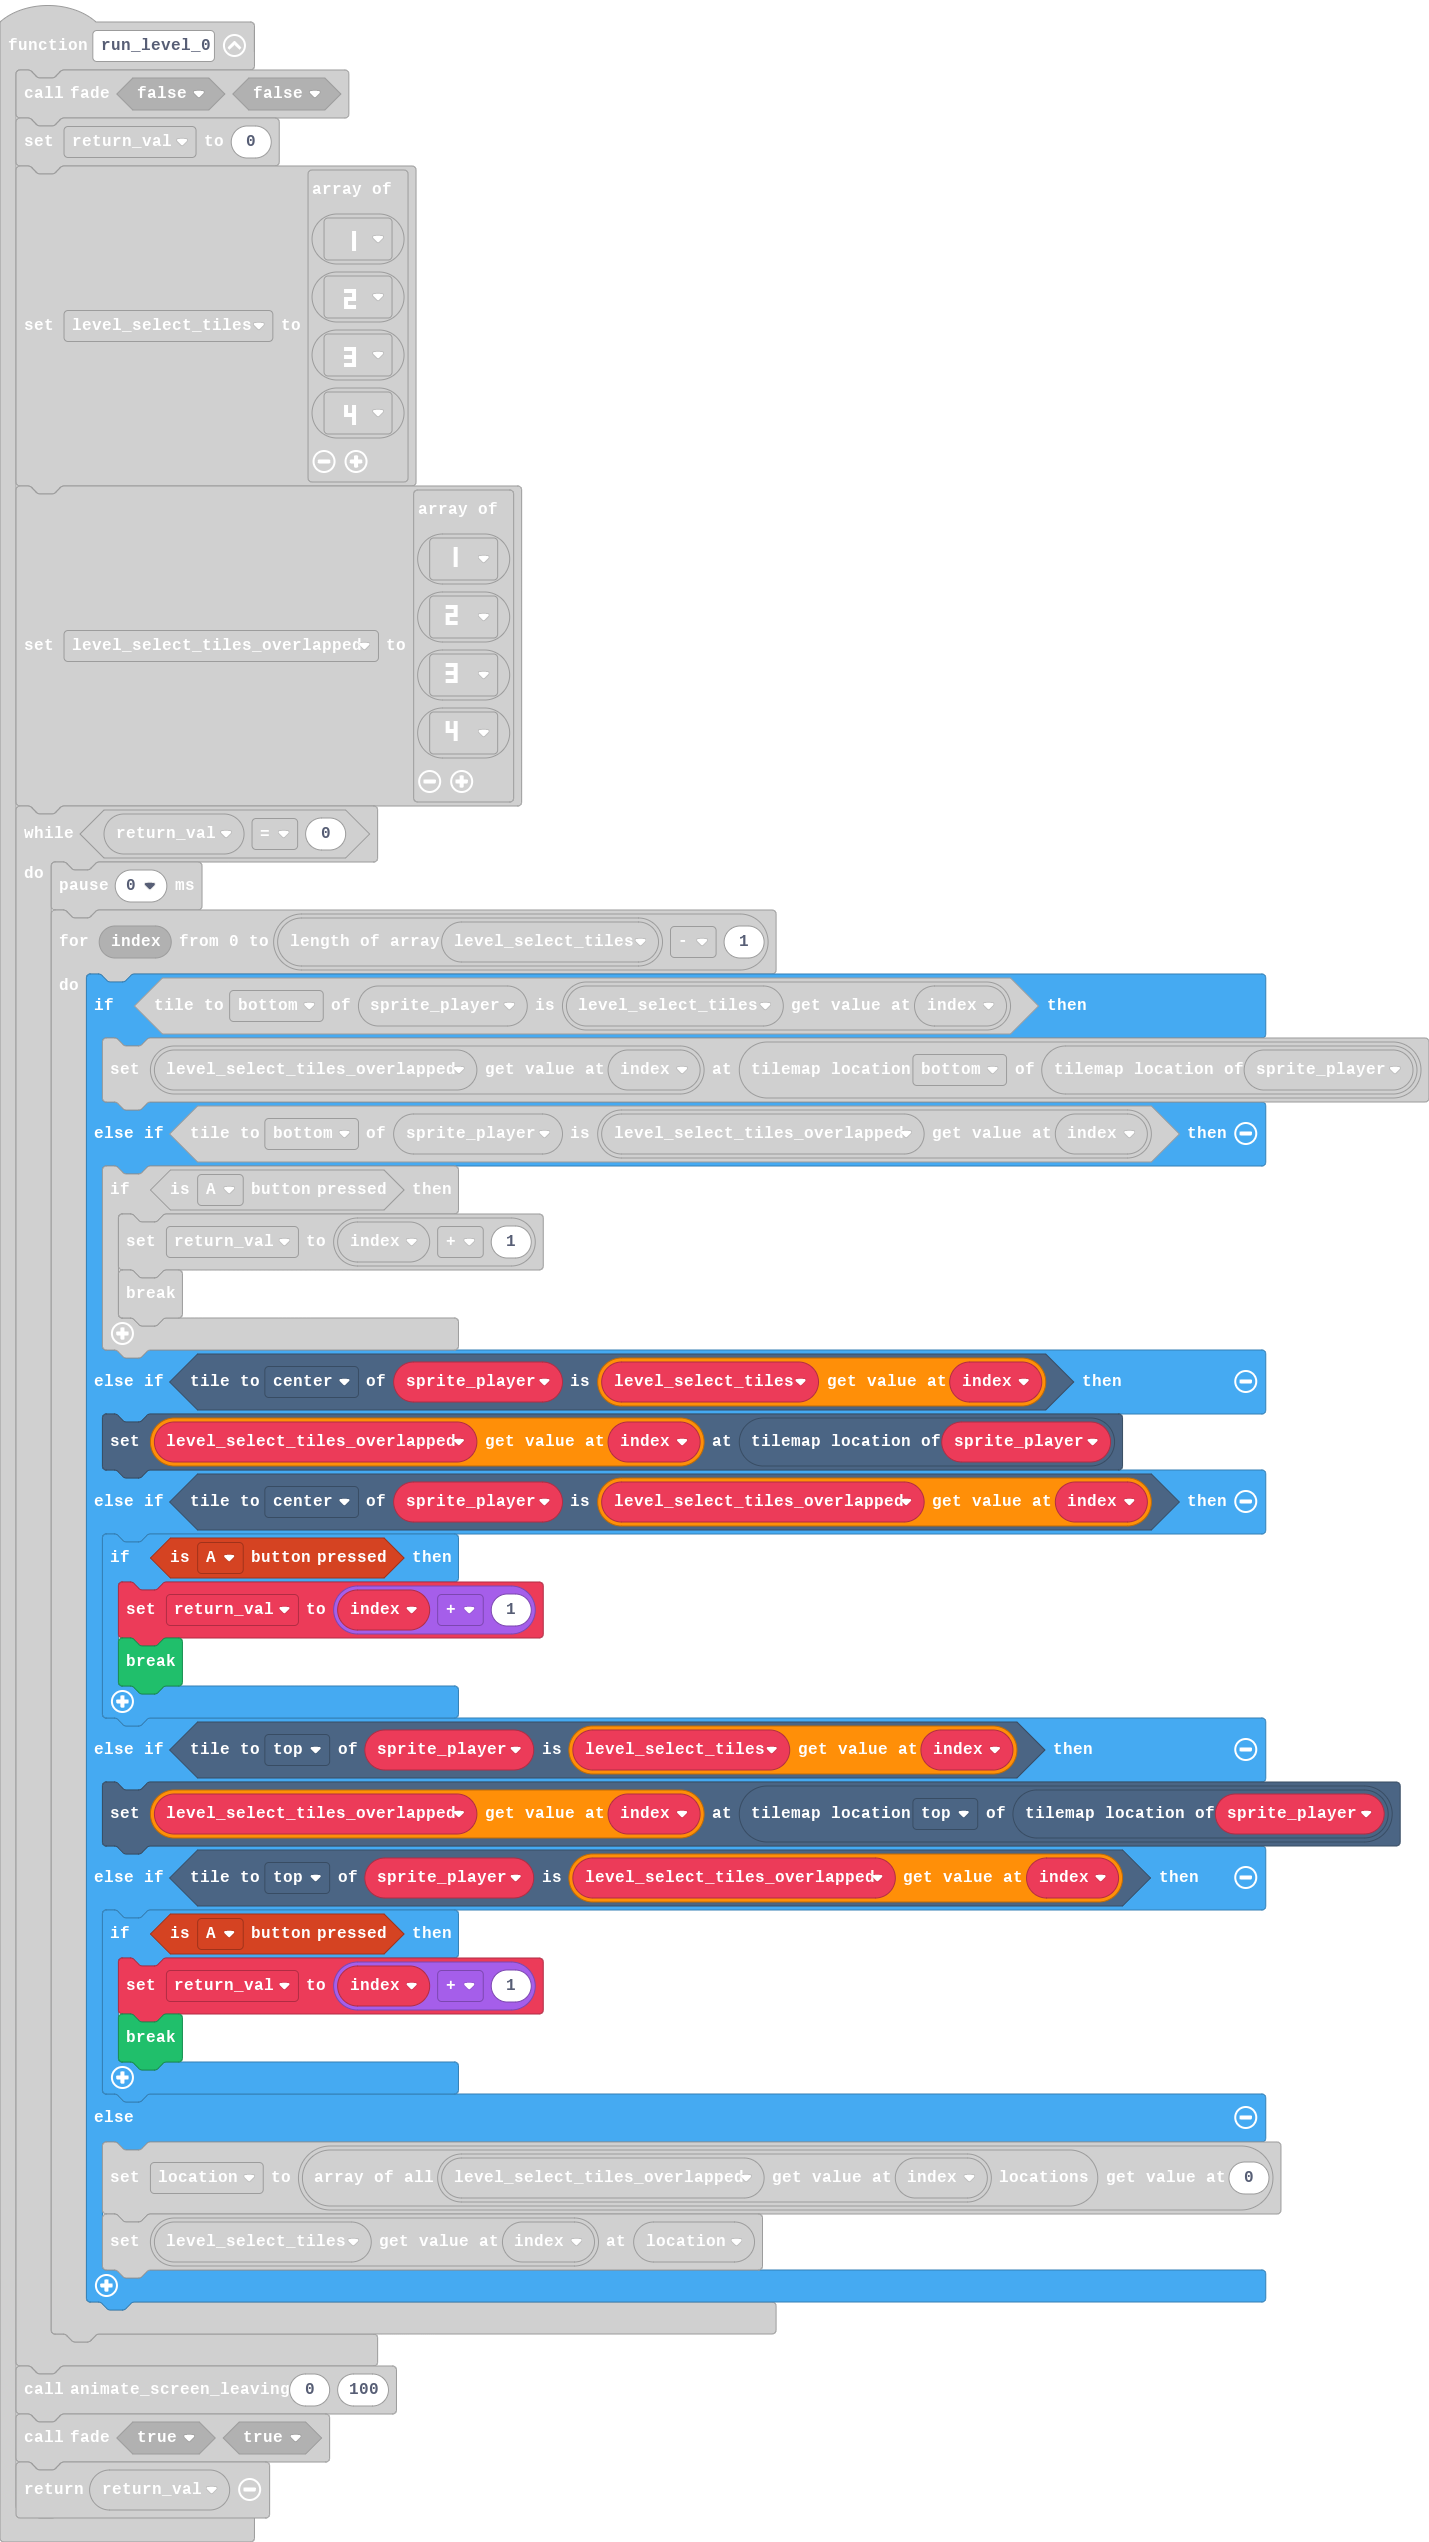 function run_level_0
call fade false false
set return_val to 0
array of
1
2
set level_select_tiles to
3
4
array of
1
2
set level_select_tiles_overlapped to
3
4
while return_val = 0
do
pause 0 ms
for index from 0 to length of array level_select_tiles - 1
do
if tile to bottom of sprite_player is level_select_tiles get value at index then
set level_select_tiles_overlapped get value at index at tilemap location bottom of tilemap location of sprite_player
else if tile to bottom of sprite_player is level_select_tiles_overlapped get value at index then
if is A button pressed then
set return_val to index + 1
break
else if tile to center of sprite_player is level_select_tiles get value at index then
set level_select_tiles_overlapped get value at index at tilemap location of sprite_player
else if tile to center of sprite_player is level_select_tiles_overlapped get value at index then
if is A button pressed then
set return_val to index + 1
break
else if tile to top of sprite_player is level_select_tiles get value at index then
set level_select_tiles_overlapped get value at index at tilemap location top of tilemap location of sprite_player
else if tile to top of sprite_player is level_select_tiles_overlapped get value at index then
if is A button pressed then
set return_val to index + 1
break
else
set location to array of all level_select_tiles_overlapped get value at index locations get value at 0
set level_select_tiles get value at index at location
call animate_screen_leaving 0 100
call fade true true
return return_val